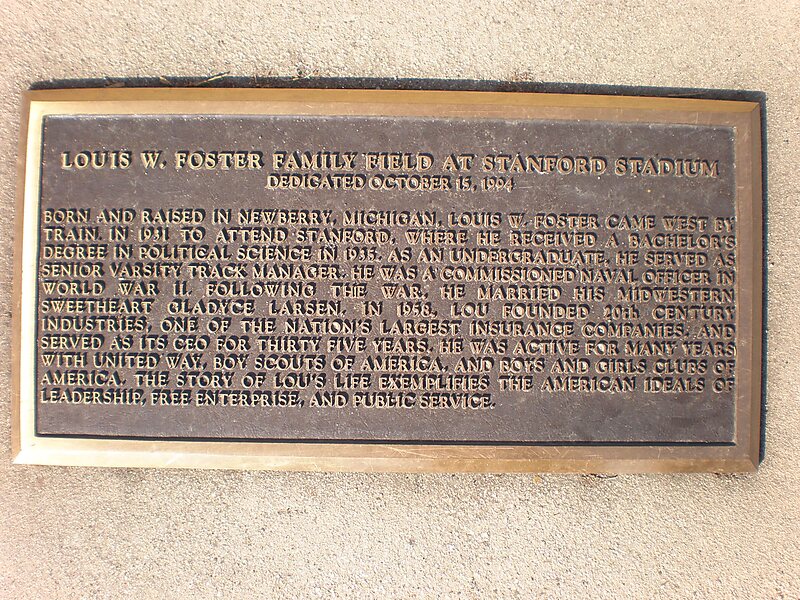 LOUIS W. FOSTER FAMILY FIELD AT STANFORD STADIUM
DEDICATED OCTOBER 15, 1994
BORN AND RAISED IN NEWBERRY, MICHIGAN, LOUIS W. FOSTER CAME WEST BY
TRAIN, IN 1931 TO ATTEND STANFORD, WHERE HE RECEIVED A BACHELOR'S
DEGREE IN POLITICAL SCIENCE IN 1935. AS AN UNDERGRADUATE, HE SERVED AS
SENIOR VARSITY TRACK MANAGER. HE WAS A COMMISSIONED NAVAL OFFICER IN
WORLD WAR II. FOLLOWING THE WAR, HE MARRIED HIS MIDWESTERN
SWEETHEART GLADYCE LARSEN. IN 1958, LOU FOUNDED 20th CENTURY
INDUSTRIES, ONE OF THE NATION'S LARGEST INSURANCE COMPANIES, AND
SERVED AS ITS CEO FOR THIRTY FIVE YEARS. HE WAS ACTIVE FOR MANY YEARS
WITH UNITED WAY, BOY SCOUTS OF AMERICA, AND BOYS AND GIRLS CLUBS OF
AMERICA. THE STORY OF LOU'S LIFE EXEMPLIFIES THE AMERICAN IDEALS OF
LEADERSHIP, FREE ENTERPRISE, AND PUBLIC SERVICE.